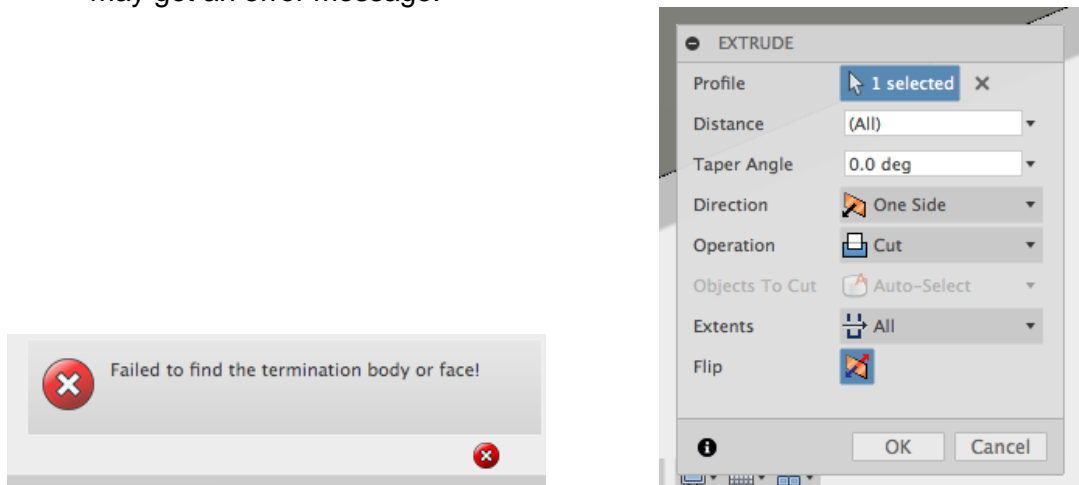 may get an error message.
EXTRUDE
Profile 1 selected
Distance (All)
Taper Angle 0.0 deg
Direction One Side
Operation Cut
Objects To Cut Auto-Select
Extents All
Flip
OK Cancel
Failed to find the termination body or face!